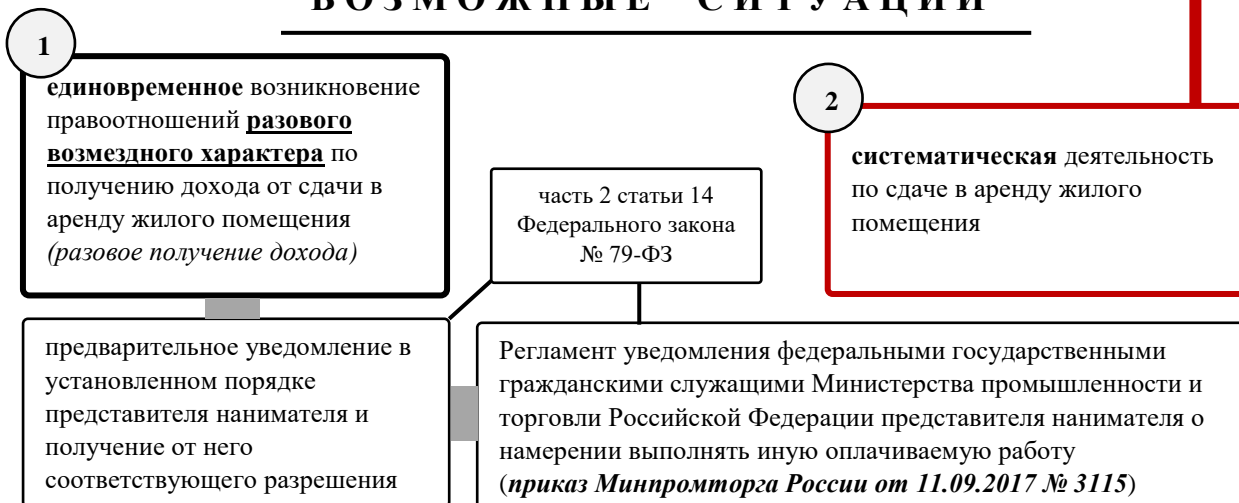 ВОЗМОЖНЫЕ СИТУАЦИИ
1
единовременное возникновение
правоотношений разового
возмездного характера по
получению дохода от сдачи в
аренду жилого помещения
(разовое получение дохода)
2
систематическая деятельность
по сдаче в аренду жилого
помещения
часть 2 статьи 14
Федерального закона
№ 79-ФЗ
предварительное уведомление в
установленном порядке
представителя нанимателя и
получение от него
соответствующего разрешения
Регламент уведомления федеральными государственными
гражданскими служащими Министерства промышленности и
торговли Российской Федерации представителя нанимателя о
намерении выполнять иную оплачиваемую работу
(приказ Минпромторга России от 11.09.2017 № 3115)